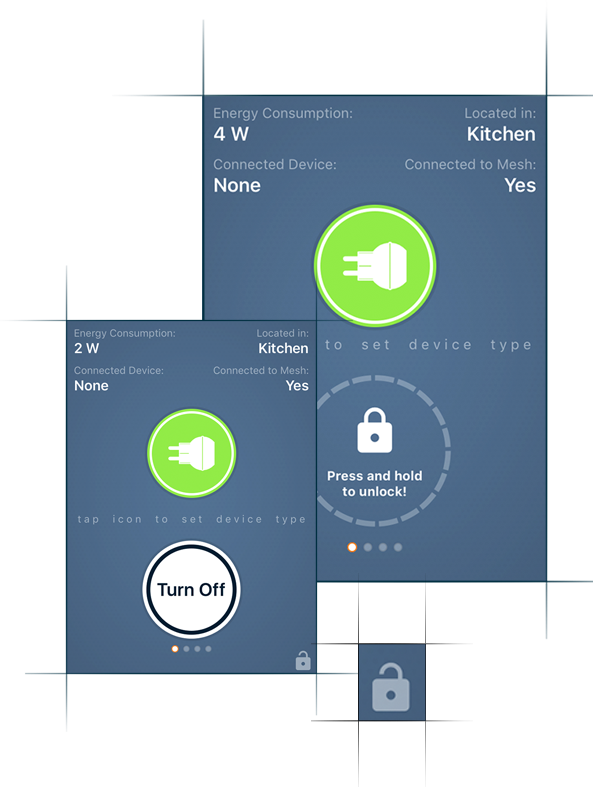 Energy Consumption:
4 W
Located in:
Kitchen
Connected Device:
None
Connected to Mesh:
Yes
to set device type
Press and hold
to unlock!
Energy Consumption:
2 W
Located in:
Kitchen
Connected Device:
None
Connected to Mesh:
Yes
tap icon to set device type
Turn Off